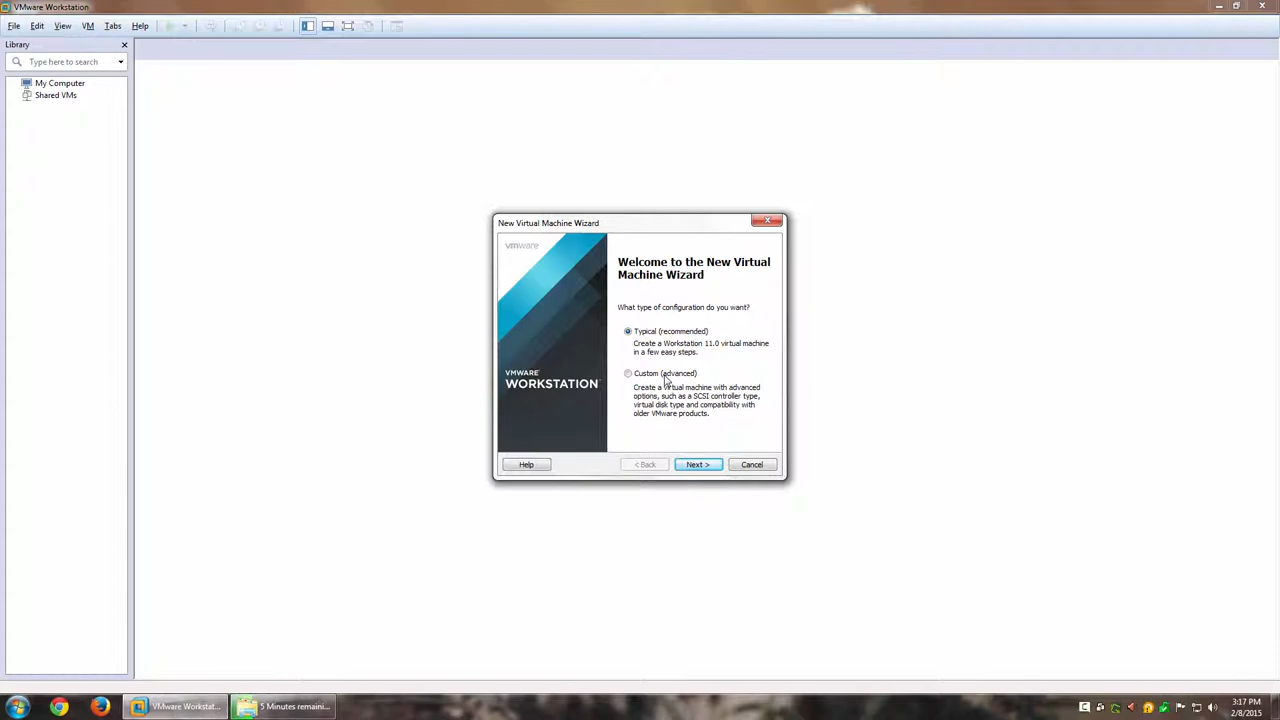 VMware Workstation
File Edit View VM Tabs Help
Library
Type here to search
My Computer
Shared VMs
New Virtual Machine Wizard
vmware
Welcome to the New Virtual
Machine Wizard
What type of configuration do you want?
Typical (recommended)
Create a Workstation 11.0 virtual machine
in a few easy steps.
Custom (advanced)
Create a virtual machine with advanced
options, such as a SCSI controller type,
virtual disk type and compatibility with
older VMware products.
VMWARE
WORKSTATION
Help < Back Next > Cancel
VMware Workstat... 5 Minutes remaini...
3:17 PM
2/8/2015